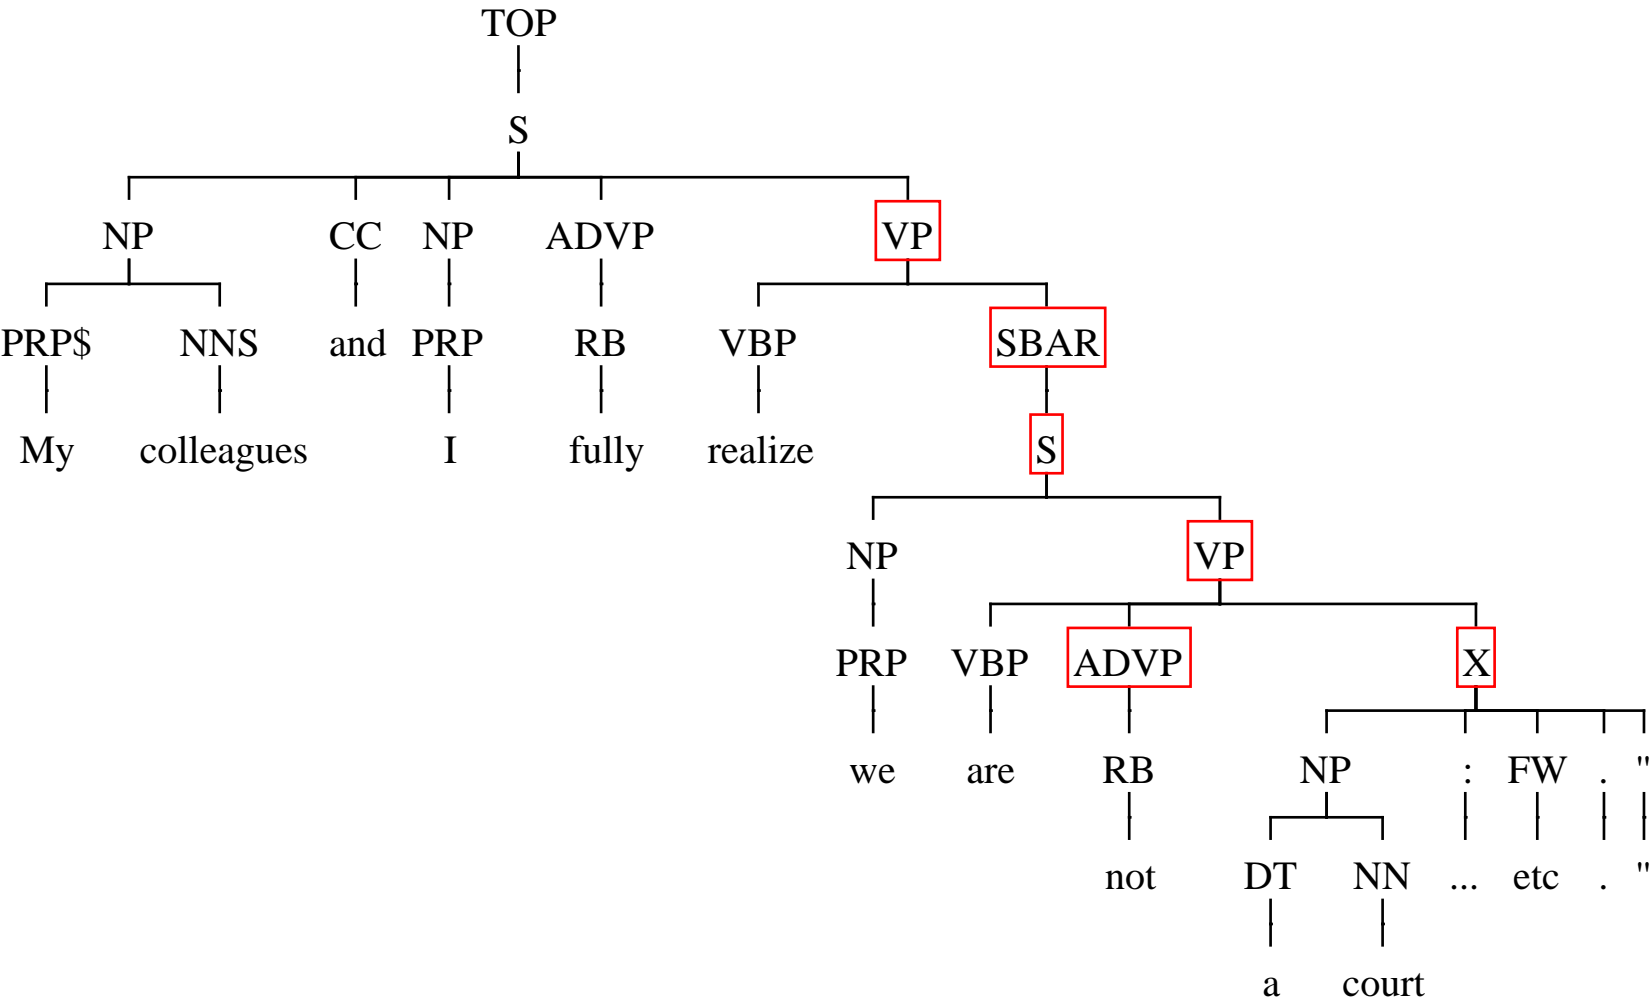 TOP
S
NP CC NP ADVP VP
PRP$ NNS and PRP RB VBP SBAR
My colleagues I fully realize S
NP VP
PRP VBP ADVP X
we are RB NP : FW . "
not DT NN ... etc . "
a court